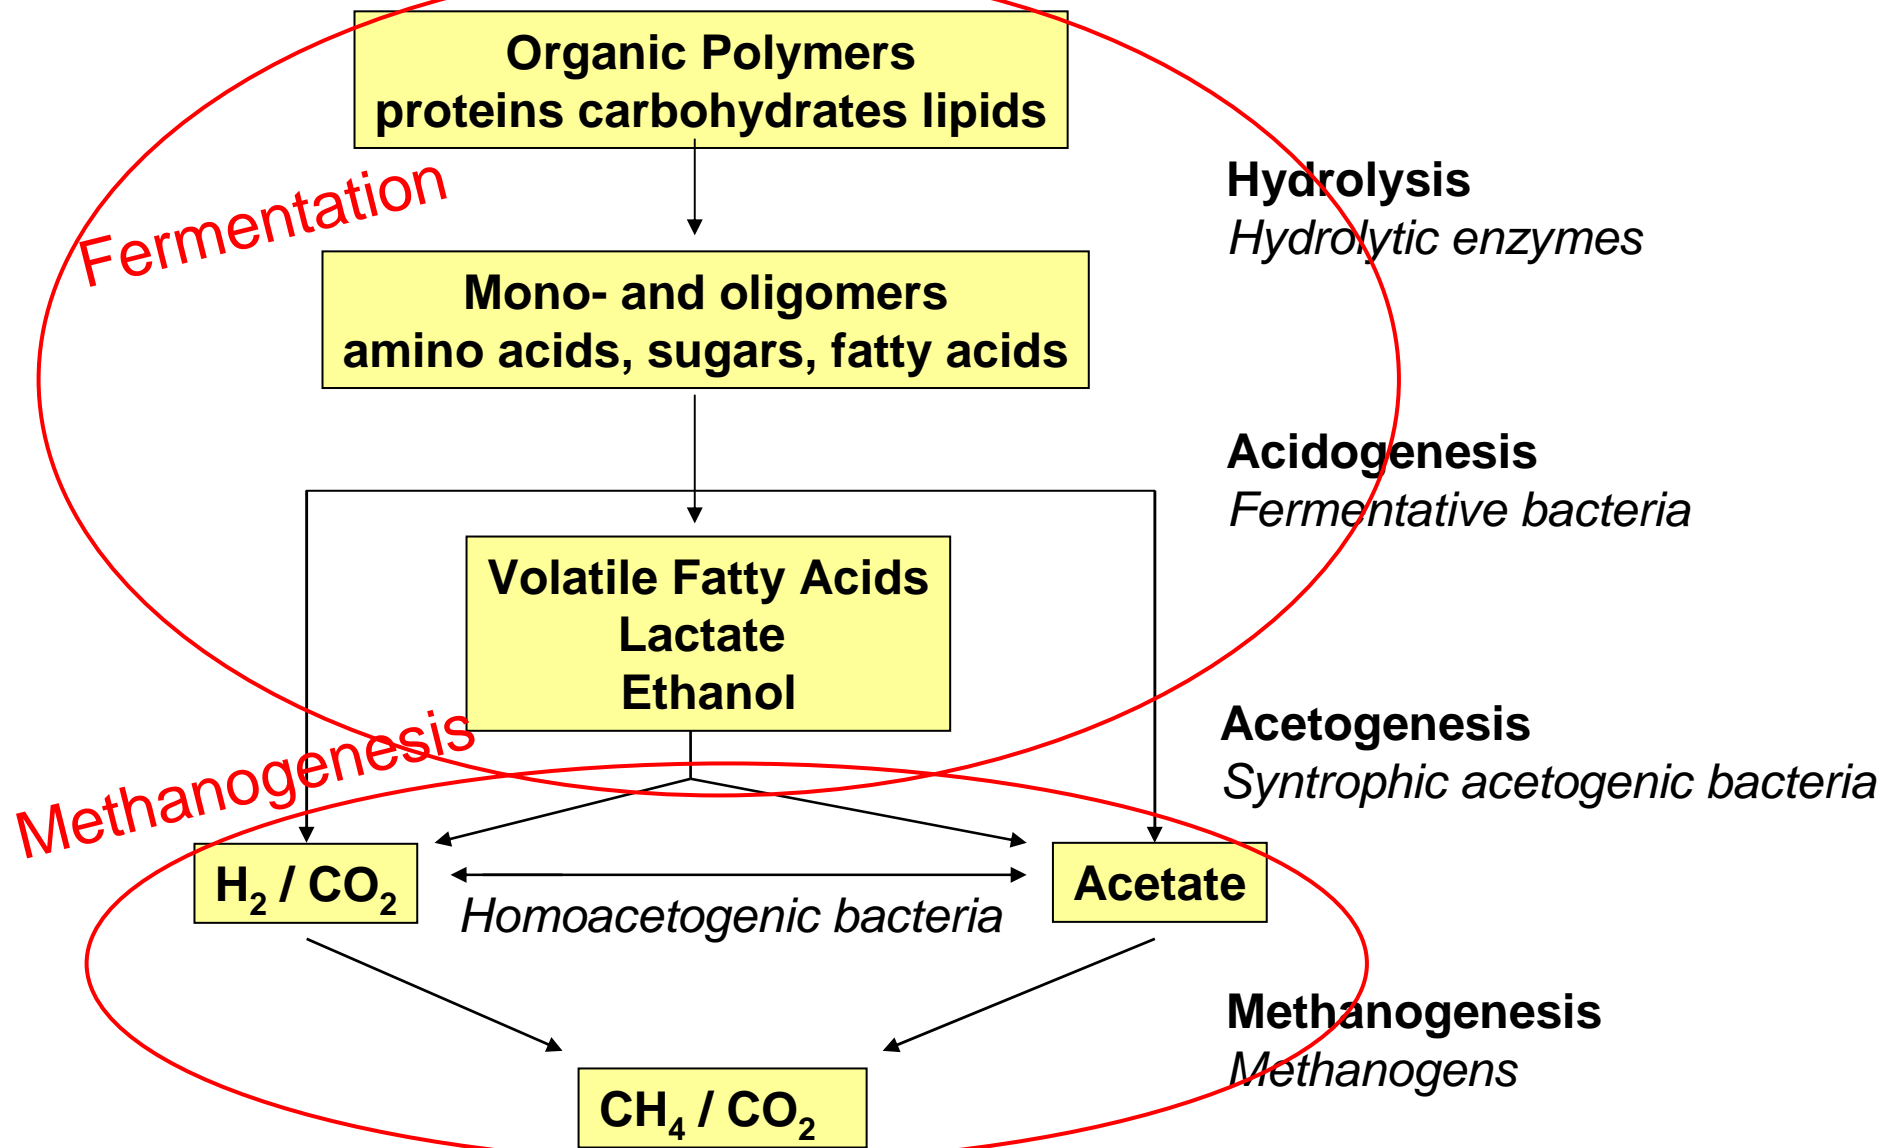 Organic Polymers
proteins carbohydrates lipids
Fermentation
Hydrolysis
Hydrolytic enzymes
Mono- and oligomers
amino acids, sugars, fatty acids
Acidogenesis
Fermentative bacteria
Volatile Fatty Acids
Lactate
Ethanol
Methanogenesis
Acetogenesis
Syntrophic acetogenic bacteria
H₂ / CO₂
Homoacetogenic bacteria
Acetate
Methanogenesis
Methanogens
CH₄ / CO₂